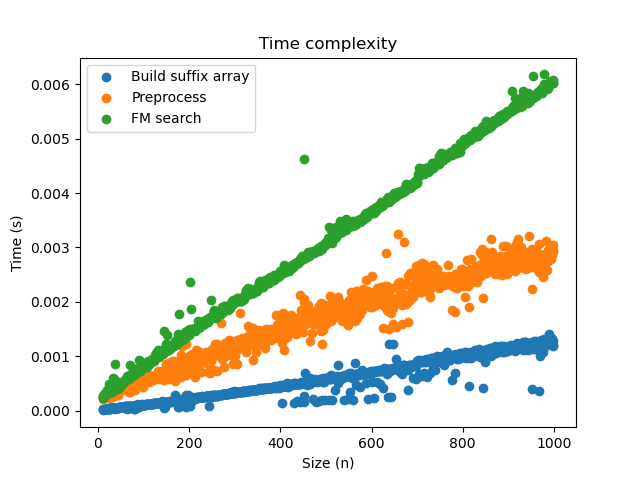 Time complexity
Build suffix array
Preprocess
FM search
Time (s)
0.006
0.005
0.004
0.003
0.002
0.001
0.000
0 200 400 600 800 1000
Size (n)